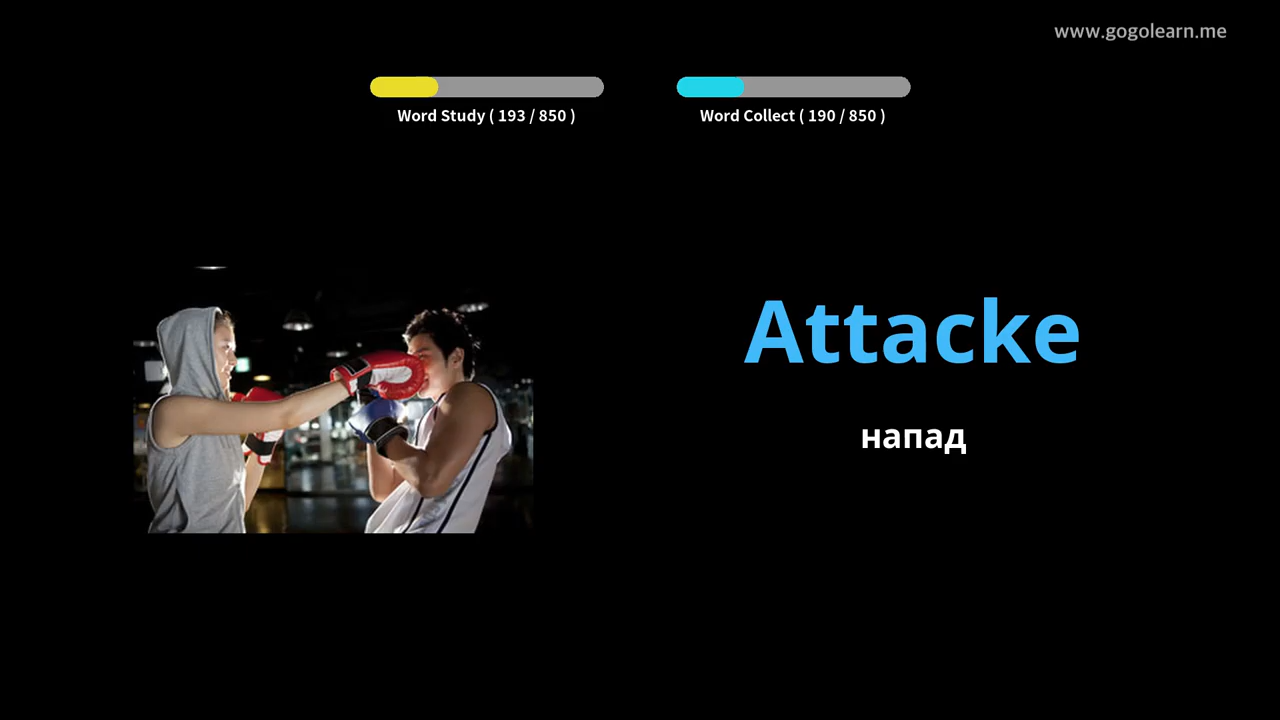 www.gogolearn.me
Word Study ( 193 / 850 )
Word Collect ( 190 / 850 )
Attacke
напад